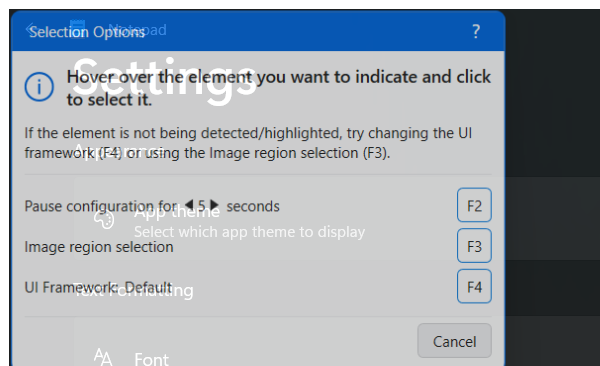 Notepad
Selection Options ?
Settings
Hover over the element you want to indicate and click
to select it.
If the element is not being detected/highlighted, try changing the UI
framework (F4) or using the Image region selection (F3).
Pause configuration for 5 seconds F2
App theme
Select which app theme to display
Image region selection F3
UI Framework: Default F4
Text Formatting
Cancel
Font